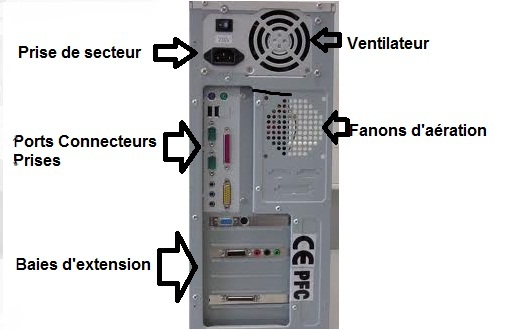 Prise de secteur
Ventilateur
Ports Connecteurs
Prises
Fanons d'aération
Baies d'extension
CE PFC